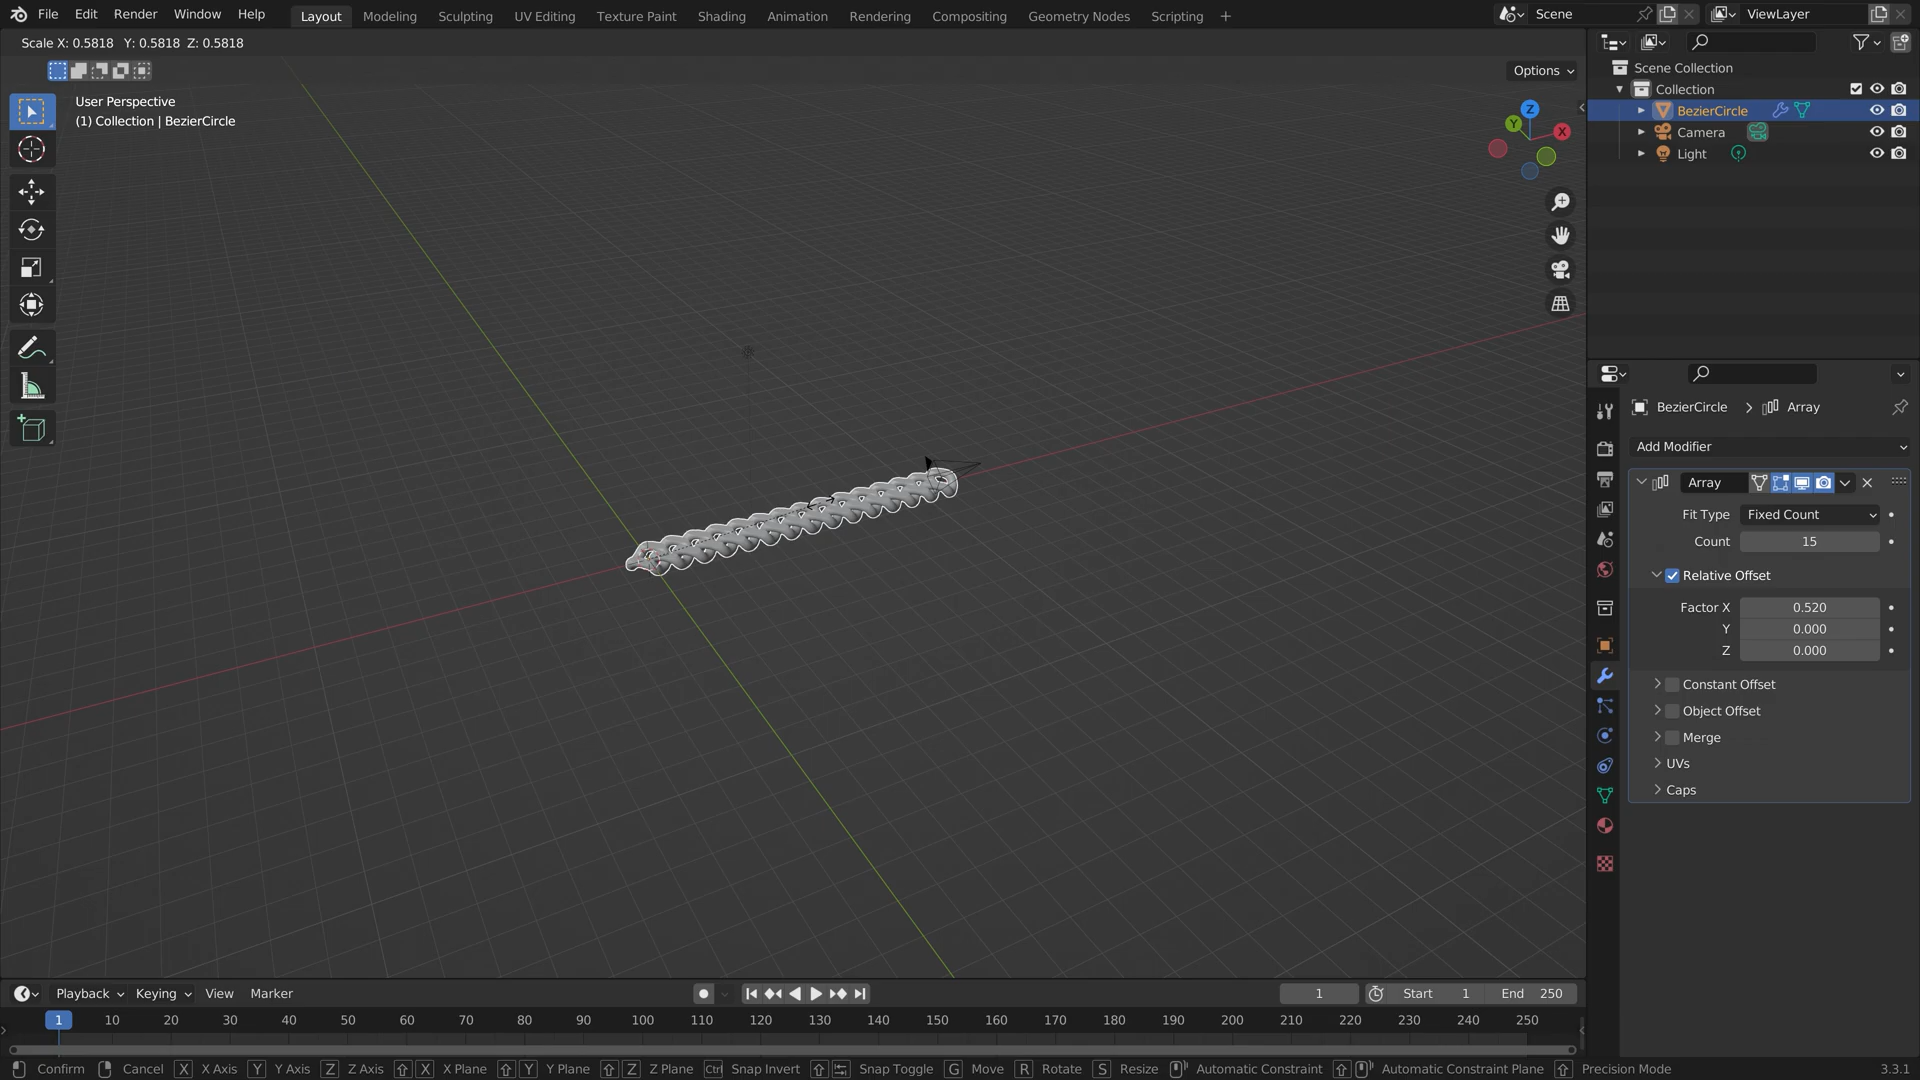 File Edit Render Window Help
Layout Modeling Sculpting UV Editing Texture Paint Shading Animation Rendering Compositing Geometry Nodes Scripting +
Scene
ViewLayer
Scale X: 0.5818 Y: 0.5818 Z: 0.5818
Options
User Perspective
(1) Collection | BezierCircle
Z
Y
X
Scene Collection
Collection
BezierCircle
Camera
Light
BezierCircle > Array
Add Modifier
Array
Fit Type Fixed Count
Count 15
Relative Offset
Factor X 0.520
Y 0.000
Z 0.000
Constant Offset
Object Offset
Merge
UVs
Caps
Playback Keying View Marker
1 Start 1 End 250
1 10 20 30 40 50 60 70 80 90 100 110 120 130 140 150 160 170 180 190 200 210 220 230 240 250
Confirm Cancel X X Axis Y Y Axis Z Z Axis X X Plane Y Y Plane Z Z Plane Ctrl Snap Invert Snap Toggle G Move R Rotate S Resize Automatic Constraint Automatic Constraint Plane Precision Mode 3.3.1